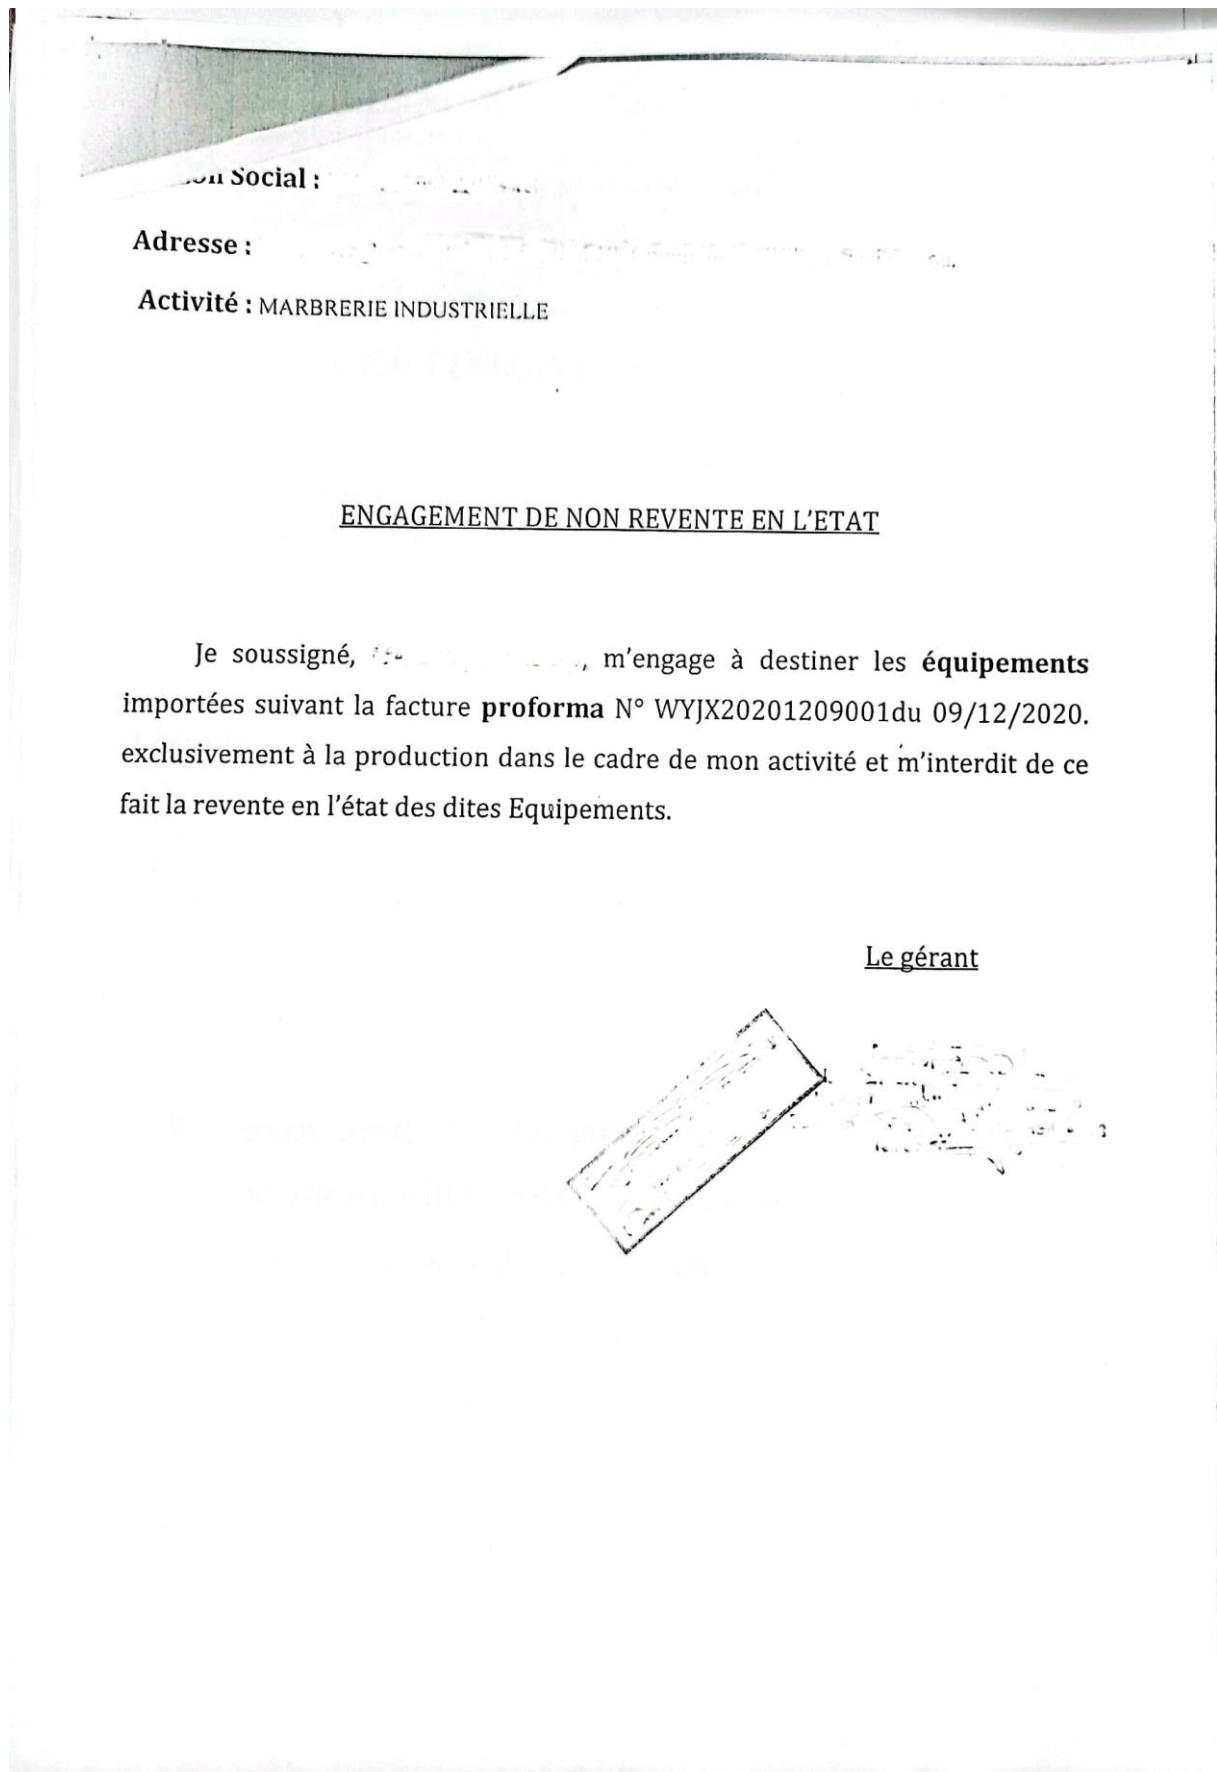 Social :
Adresse :
Activité : MARBRERIE INDUSTRIELLE
ENGAGEMENT DE NON REVENTE EN L'ETAT
Je soussigné, , m'engage à destiner les équipements
importées suivant la facture proforma N° WYJX20201209001du 09/12/2020.
exclusivement à la production dans le cadre de mon activité et m'interdit de ce
fait la revente en l'état des dites Equipements.
Le gérant